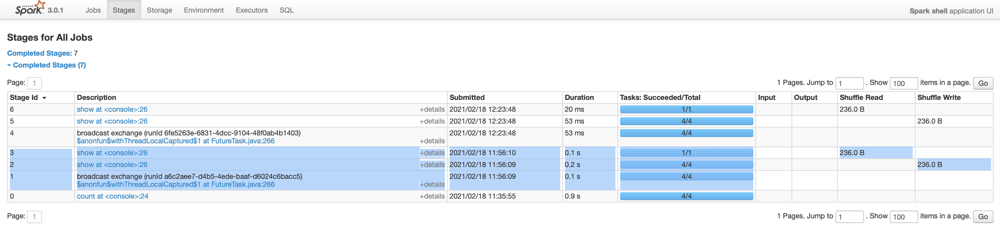 APACHE Spark 3.0.1 Jobs Stages Storage Environment Executors SQL Spark shell application UI
Stages for All Jobs
Completed Stages: 7
Completed Stages (7)
Page: 1 1 Pages. Jump to 1 . Show 100 items in a page. Go
Stage Id Description Submitted Duration Tasks: Succeeded/Total Input Output Shuffle Read Shuffle Write
6 show at <console>:26 +details 2021/02/18 12:23:48 20 ms 1/1 236.0 B
5 show at <console>:26 +details 2021/02/18 12:23:48 53 ms 4/4 236.0 B
4 broadcast exchange (runId 6fe5263e-6831-4dcc-9104-48f0ab4b1403) 2021/02/18 12:23:48 53 ms 4/4
$anonfun$withThreadLocalCaptured$1 at FutureTask.java:266 +details
3 show at <console>:26 +details 2021/02/18 11:56:10 0.1 s 1/1 236.0 B
2 show at <console>:26 +details 2021/02/18 11:56:09 0.2 s 4/4 236.0 B
1 broadcast exchange (runId a6c2aee7-d4b5-4ede-baaf-d6024c6bacc5) 2021/02/18 11:56:09 0.1 s 4/4
$anonfun$withThreadLocalCaptured$1 at FutureTask.java:266 +details
0 count at <console>:24 +details 2021/02/18 11:35:55 0.9 s 4/4
Page: 1 1 Pages. Jump to 1 . Show 100 items in a page. Go